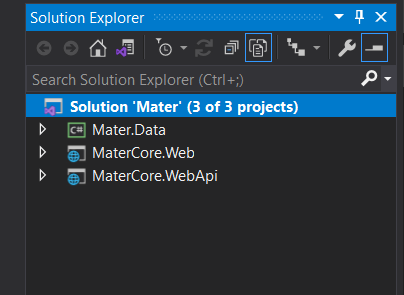 Solution Explorer
Search Solution Explorer (Ctrl+;)
Solution 'Mater' (3 of 3 projects)
C# Mater.Data
MaterCore.Web
MaterCore.WebApi